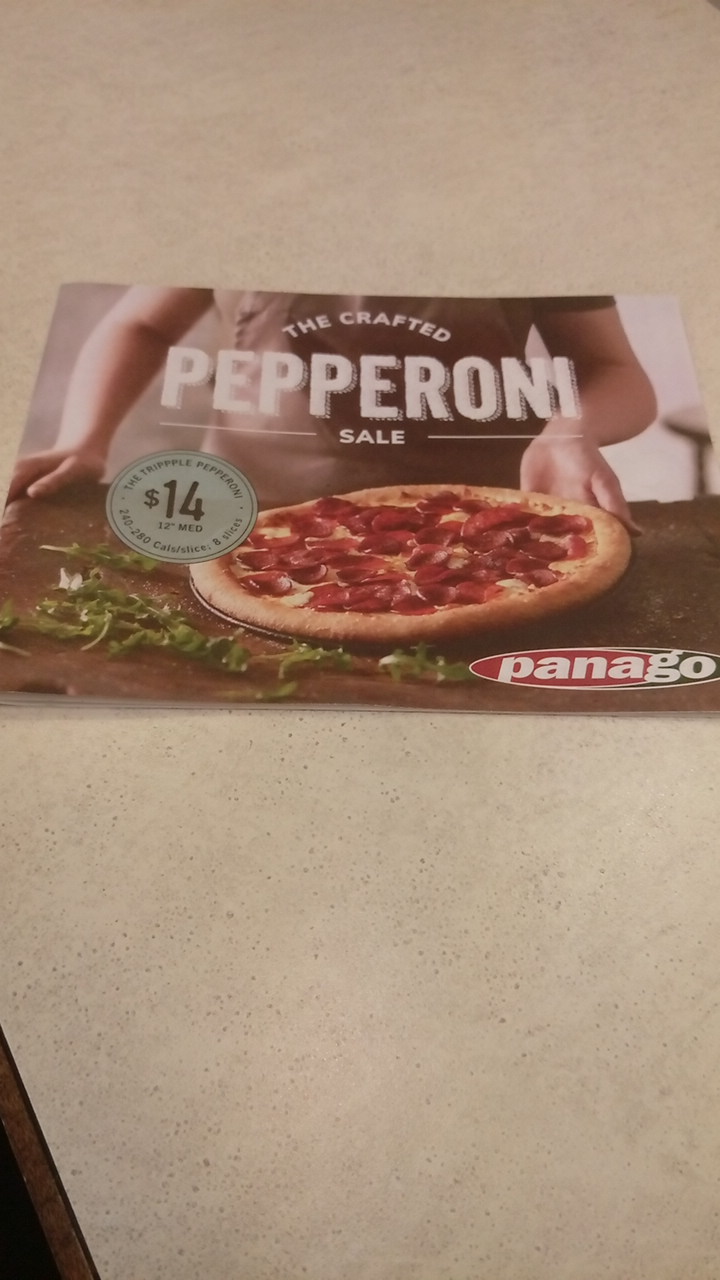 THE CRAFTED
PEPPERONI
SALE
THE TRIPPPLE PEPPERONI
$14
12" MED
240-280 Cals/slice; 8 slices
panago